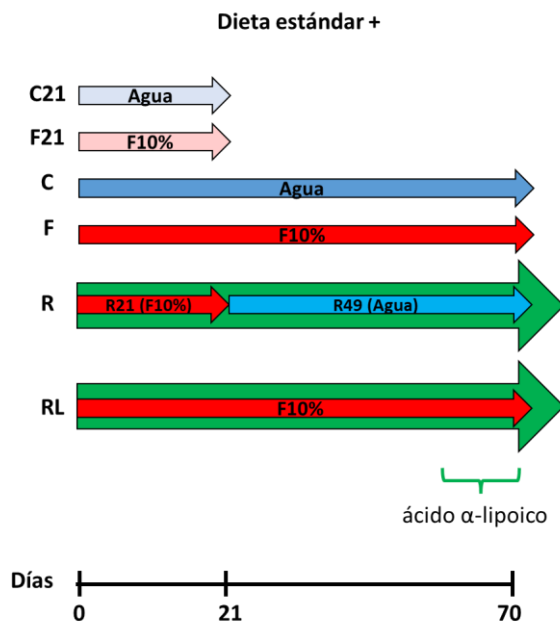 Dieta estándar +
C21 Agua
F21 F10%
C Agua
F F10%
R R21 (F10%) R49 (Agua)
RL F10%
ácido α-lipoico
Días
0 21 70